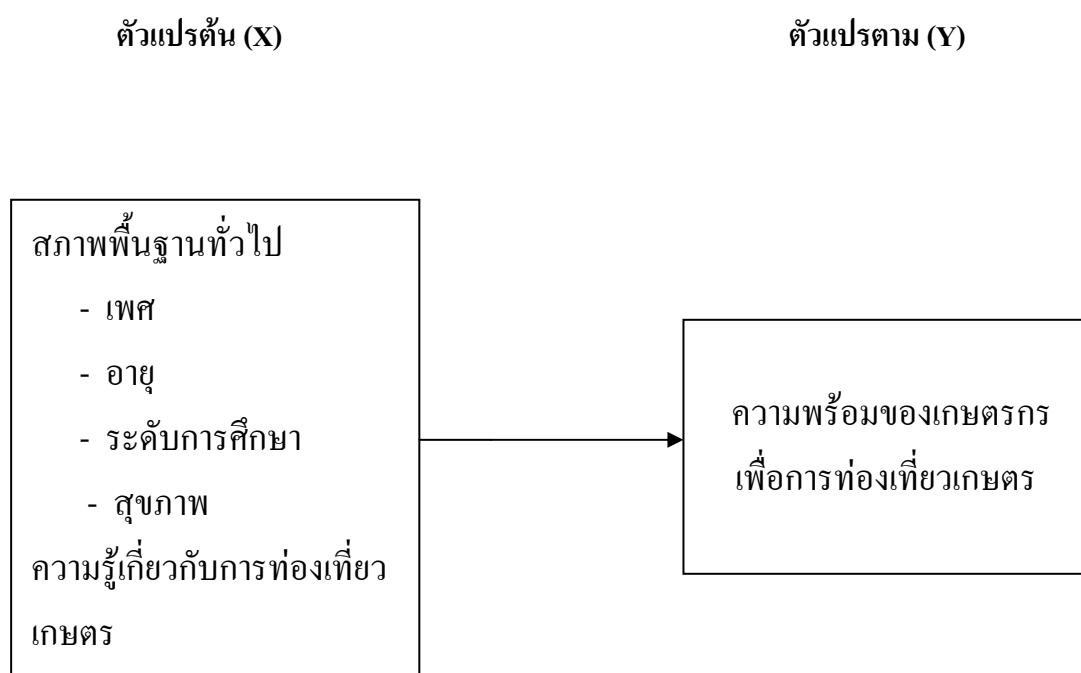 ตัวแปรต้น (X)
ตัวแปรตาม (Y)
สภาพพื้นฐานทั่วไป
- เพศ
- อายุ
- ระดับการศึกษา
- สุขภาพ
ความรู้เกี่ยวกับการท่องเที่ยว
เกษตร
ความพร้อมของเกษตรกร
เพื่อการท่องเที่ยวเกษตร